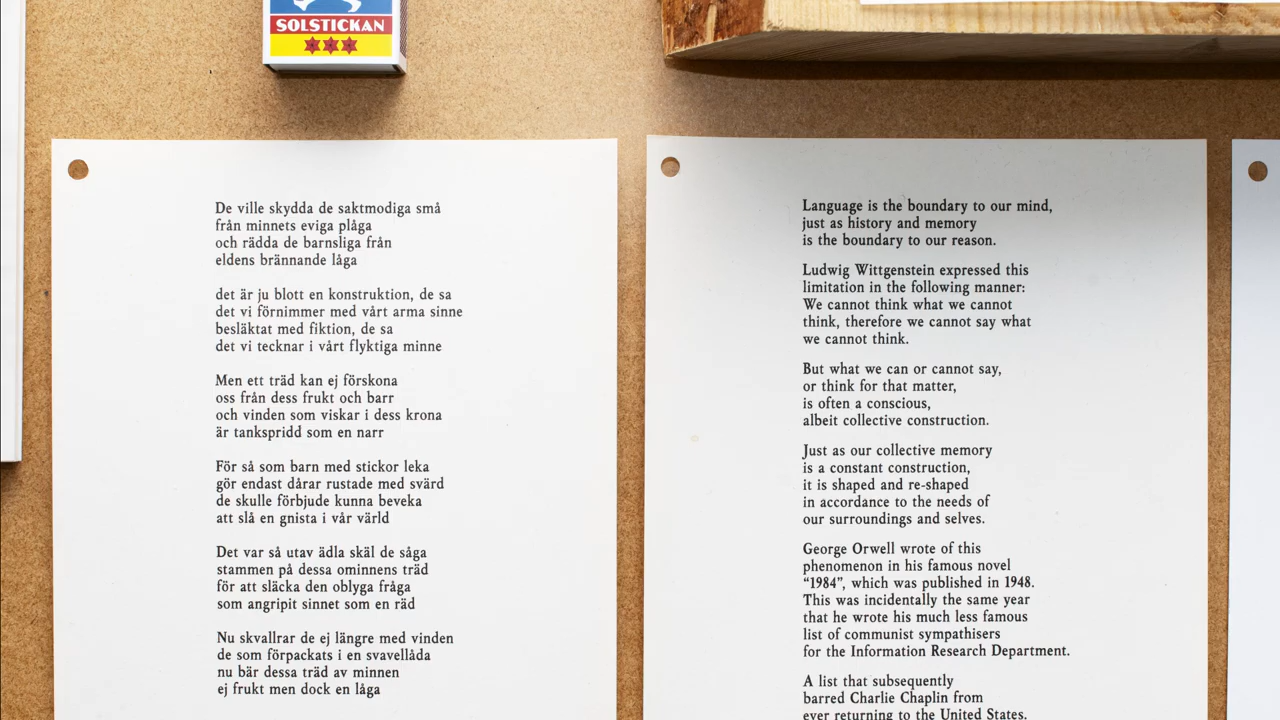 SOLSTICKAN
De ville skydda de saktmodiga små
från minnets eviga plåga
och rädda de barnsliga från
eldens brännande låga
det är ju blott en konstruktion, de sa
det vi förnimmer med vårt arma sinne
besläktat med fiktion, de sa
det vi tecknar i vårt flyktiga minne
Men ett träd kan ej förskona
oss från dess frukt och barr
och vinden som viskar i dess krona
är tankspridd som en narr
För så som barn med stickor leka
gör endast dårar rustade med svärd
de skulle förbjude kunna beveka
att slå en gnista i vår värld
Det var så utav ädla skäl de såga
stammen på dessa ominnens träd
för att släcka den oblyga fråga
som angripit sinnet som en räd
Nu skvallrar de ej längre med vinden
de som förpackats i en svavellåda
nu bär dessa träd av minnen
ej frukt men dock en låga
Language is the boundary to our mind,
just as history and memory
is the boundary to our reason.
Ludwig Wittgenstein expressed this
limitation in the following manner:
We cannot think what we cannot
think, therefore we cannot say what
we cannot think.
But what we can or cannot say,
or think for that matter,
is often a conscious,
albeit collective construction.
Just as our collective memory
is a constant construction,
it is shaped and re-shaped
in accordance to the needs of
our surroundings and selves.
George Orwell wrote of this
phenomenon in his famous novel
“1984”, which was published in 1948.
This was incidentally the same year
that he wrote his much less famous
list of communist sympathisers
for the Information Research Department.
A list that subsequently
barred Charlie Chaplin from
ever returning to the United States.